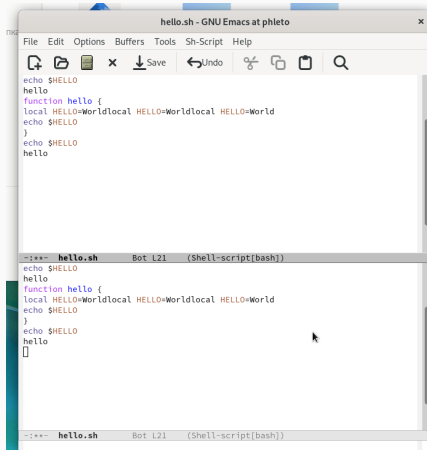 hello.sh - GNU Emacs at phleto
File Edit Options Buffers Tools Sh-Script Help
Save Undo
echo $HELLO
hello
function hello {
local HELLO=Worldlocal HELLO=Worldlocal HELLO=World
echo $HELLO
}
echo $HELLO
hello
-:**- hello.sh Bot L21 (Shell-script[bash])
echo $HELLO
hello
function hello {
local HELLO=Worldlocal HELLO=Worldlocal HELLO=World
echo $HELLO
}
echo $HELLO
hello
-:**- hello.sh Bot L21 (Shell-script[bash])